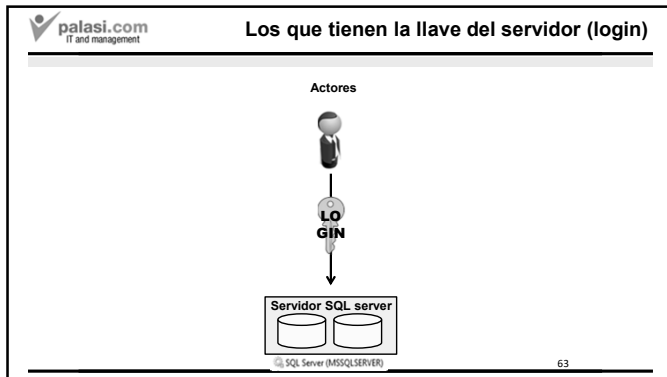 palasi.com
IT and management
Los que tienen la llave del servidor (login)
Actores
LO
GIN
Servidor SQL server
SQL Server (MSSQLSERVER)
63